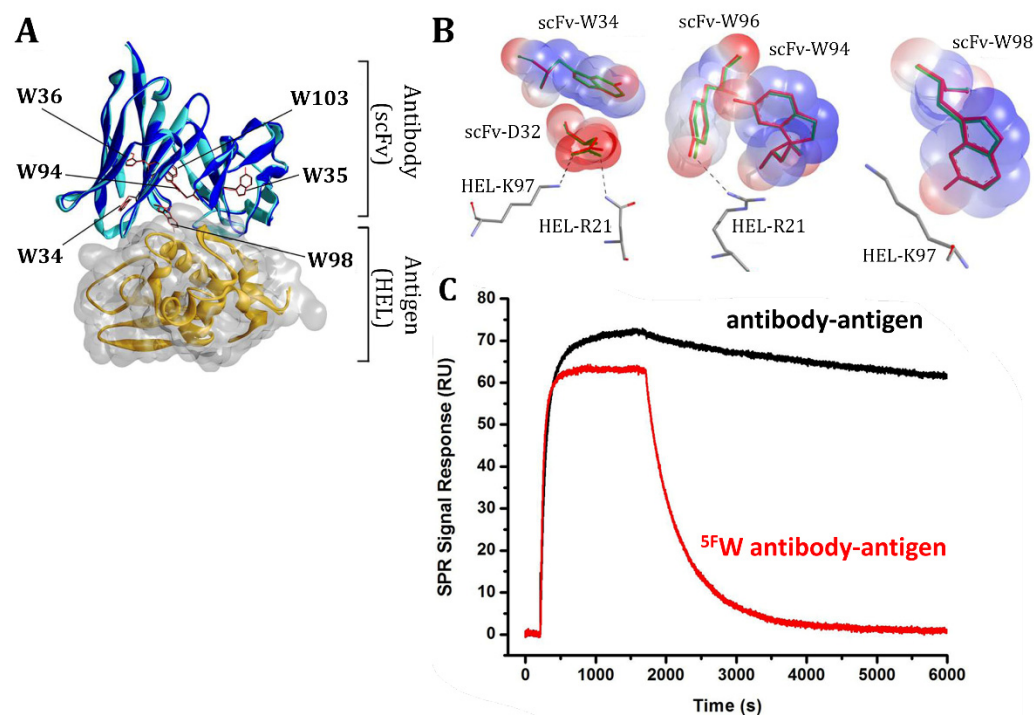 A
W36
W94
W34
W103
W35
W98
Antibody
(scFv)
Antigen
(HEL)
B
scFv-W34
scFv-W96
scFv-W94
scFv-W98
scFv-D32
HEL-K97
HEL-R21
HEL-R21
HEL-K97
C
antibody-antigen
5FW antibody-antigen
SPR Signal Response (RU)
80
70
60
50
40
30
20
10
0
0 1000 2000 3000 4000 5000 6000
Time (s)